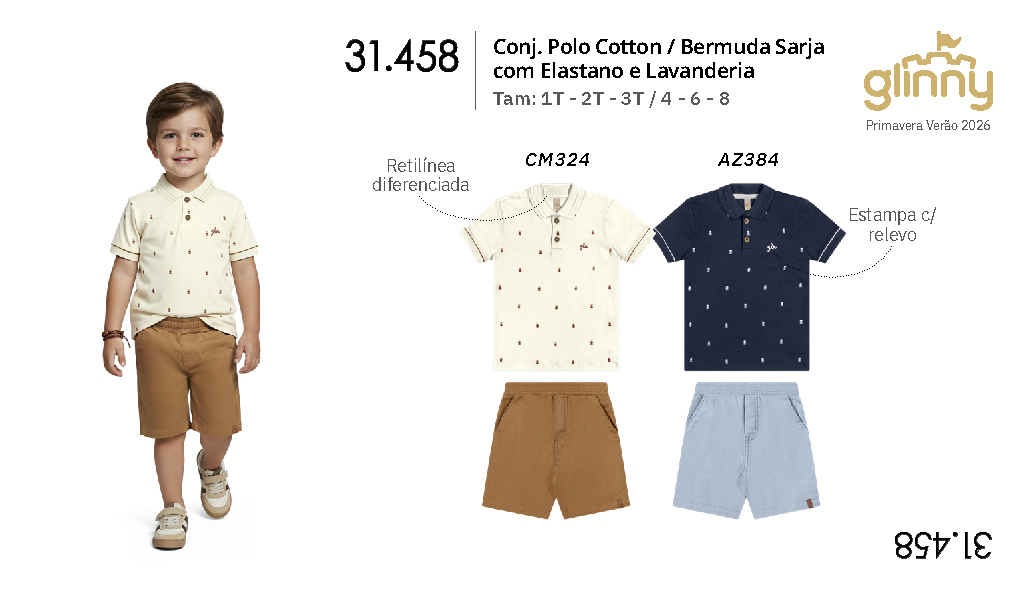 31.458
Conj. Polo Cotton / Bermuda Sarja
com Elastano e Lavanderia
Tam: 1T - 2T - 3T / 4 - 6 - 8
glinny
Primavera Verão 2026
CM324
AZ384
Retilínea
diferenciada
Estampa c/
relevo
31.458